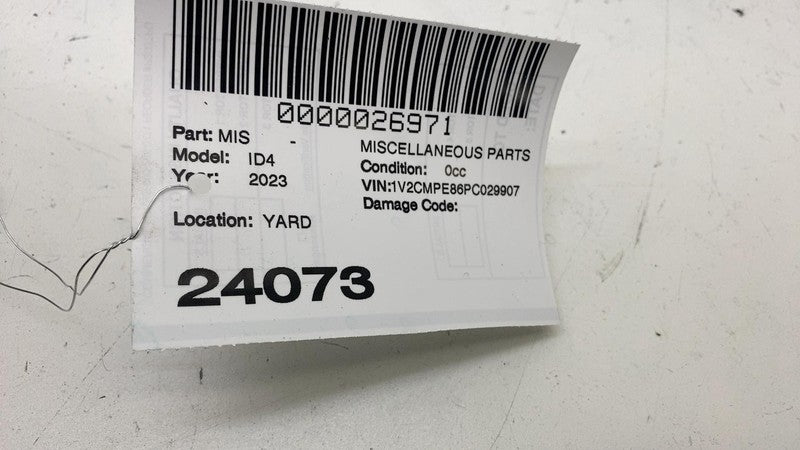 0000026971
Part: MIS -
MISCELLANEOUS PARTS
Model: ID4
Condition: 0cc
Year: 2023
VIN:1V2CMPE86PC029907
Damage Code:
Location: YARD
24073